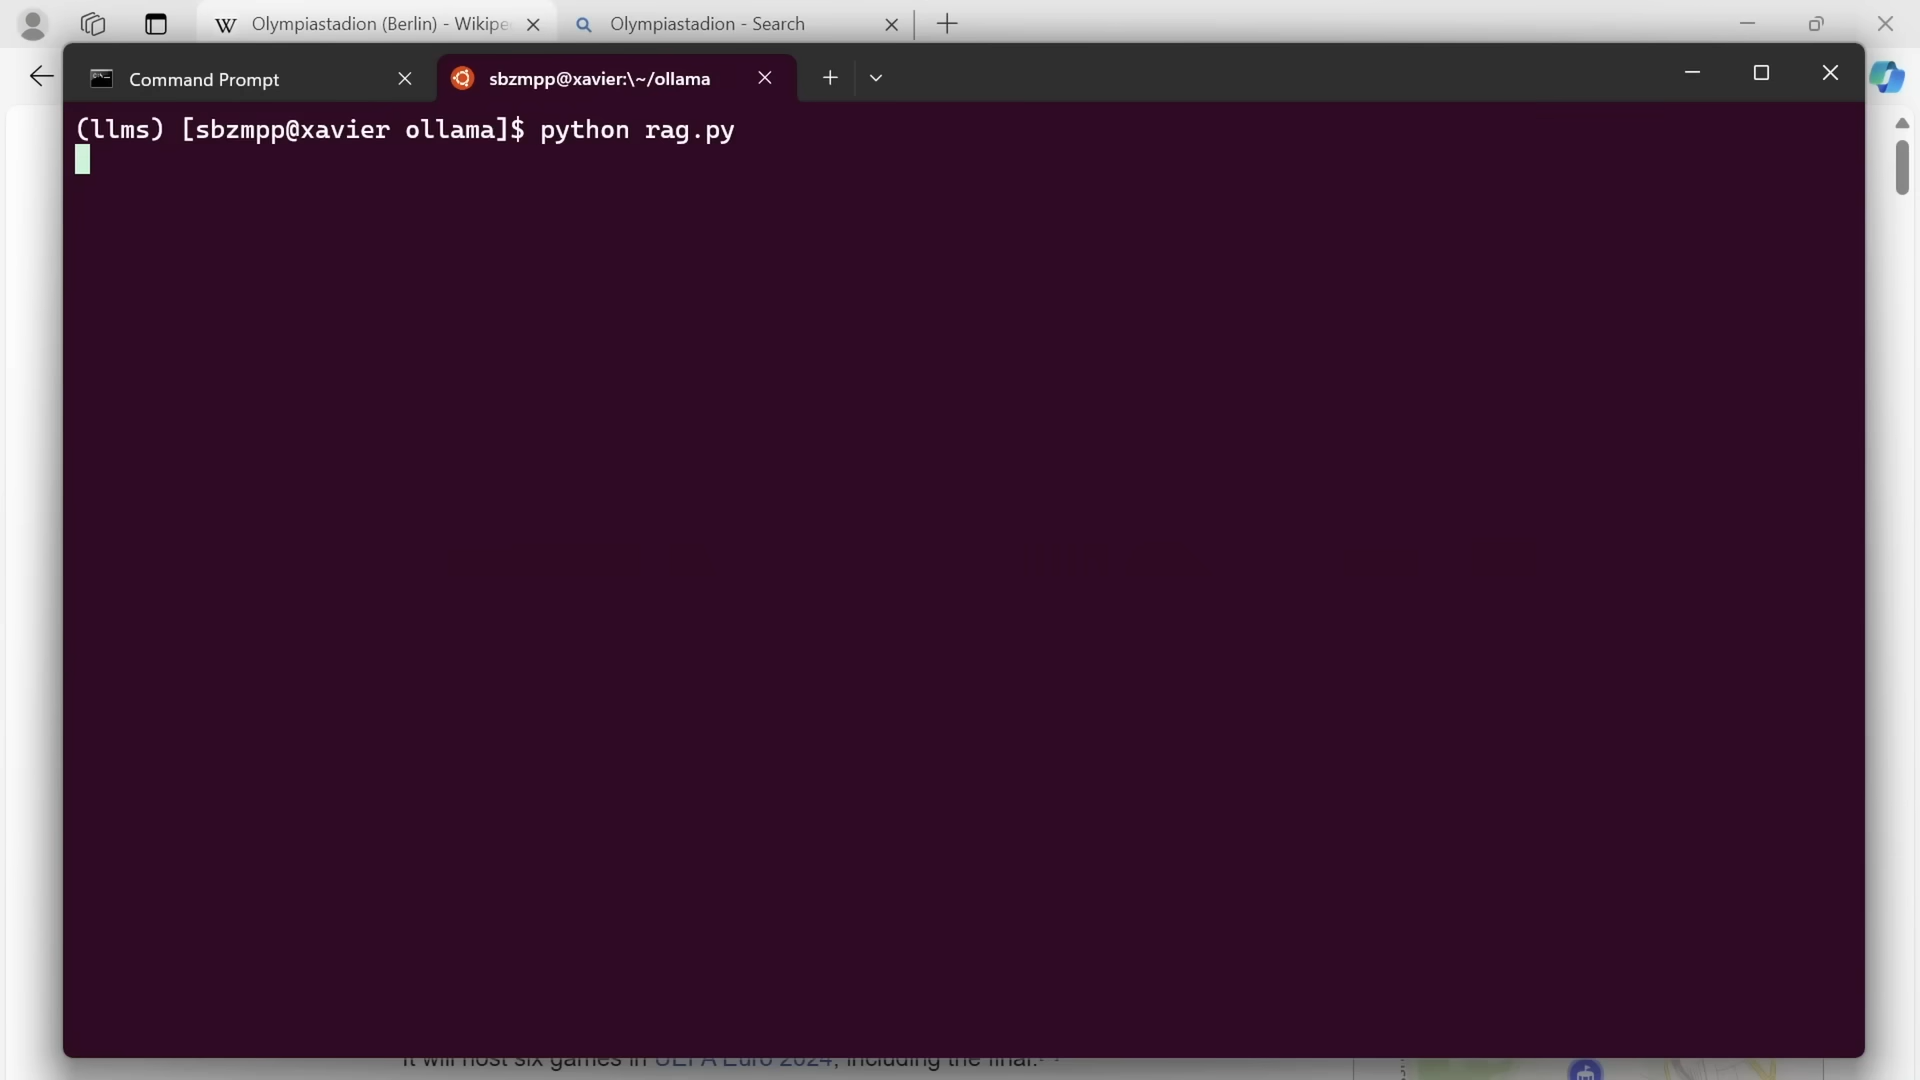 Olympiastadion (Berlin) - Wikipe
Olympiastadion - Search
Command Prompt
sbzmpp@xavier:\~/ollama
(llms) [sbzmpp@xavier ollama]$ python rag.py
It will host six games in UEFA Euro 2024, including the final.